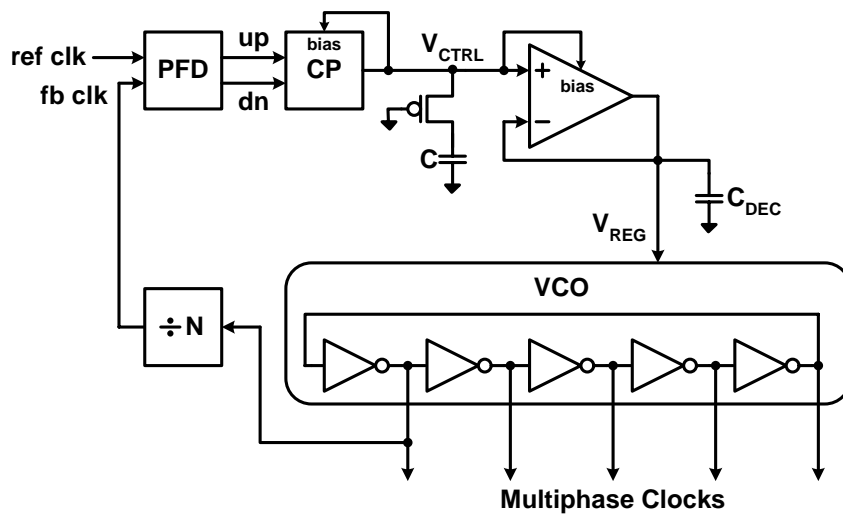 ref clk
fb clk
PFD
up
dn
bias
CP
V_CTRL
+
−
bias
C
C_DEC
V_REG
VCO
÷N
Multiphase Clocks